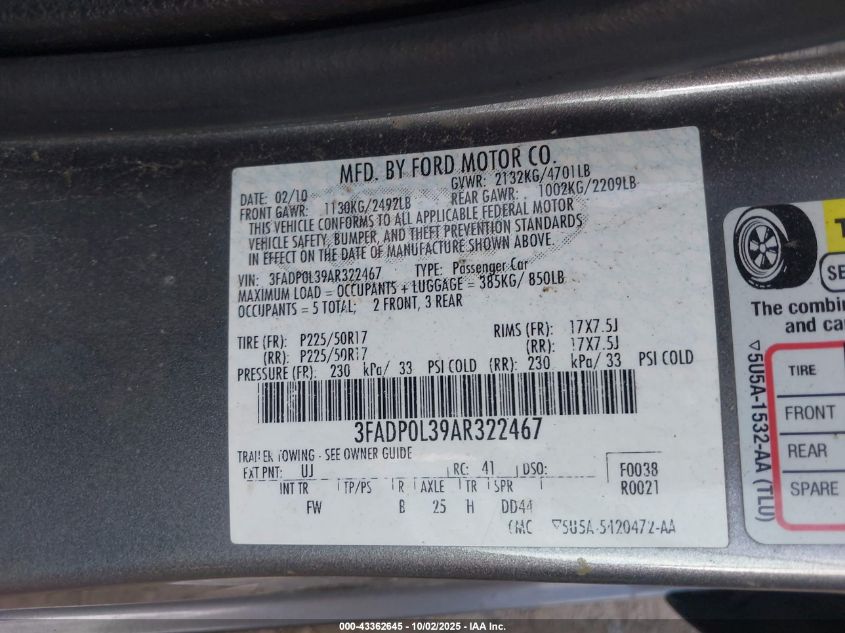 MFD. BY FORD MOTOR CO.
DATE: 02/10 GVWR: 2132KG/4701LB
FRONT GAWR: 1130KG/2492LB REAR GAWR: 1002KG/2209LB
THIS VEHICLE CONFORMS TO ALL APPLICABLE FEDERAL MOTOR
VEHICLE SAFETY, BUMPER, AND THEFT PREVENTION STANDARDS
IN EFFECT ON THE DATE OF MANUFACTURE SHOWN ABOVE.
VIN: 3FADP0L39AR322467 TYPE: Passenger Car
MAXIMUM LOAD = OCCUPANTS + LUGGAGE = 385KG/ 850LB
OCCUPANTS = 5 TOTAL; 2 FRONT, 3 REAR
TIRE (FR): P225/50R17 RIMS (FR): 17X7.5J
(RR): P225/50R17 (RR): 17X7.5J
PRESSURE (FR): 230 kPa/ 33 PSI COLD (RR): 230 kPa/ 33 PSI COLD
3FADP0L39AR322467
TRAILER TOWING - SEE OWNER GUIDE
EXT PNT: UJ RC: 41 DSO: F0038
INT TR TP/PS R AXLE TR SPR R0021
FW B 25 H DD44
CMC ▽5U5A-5420472-AA
The combin
and ca
TIRE
FRONT
REAR
SPARE
▽5U5A-1532-AA (TLU)
000-43362645 - 10/02/2025 - IAA Inc.